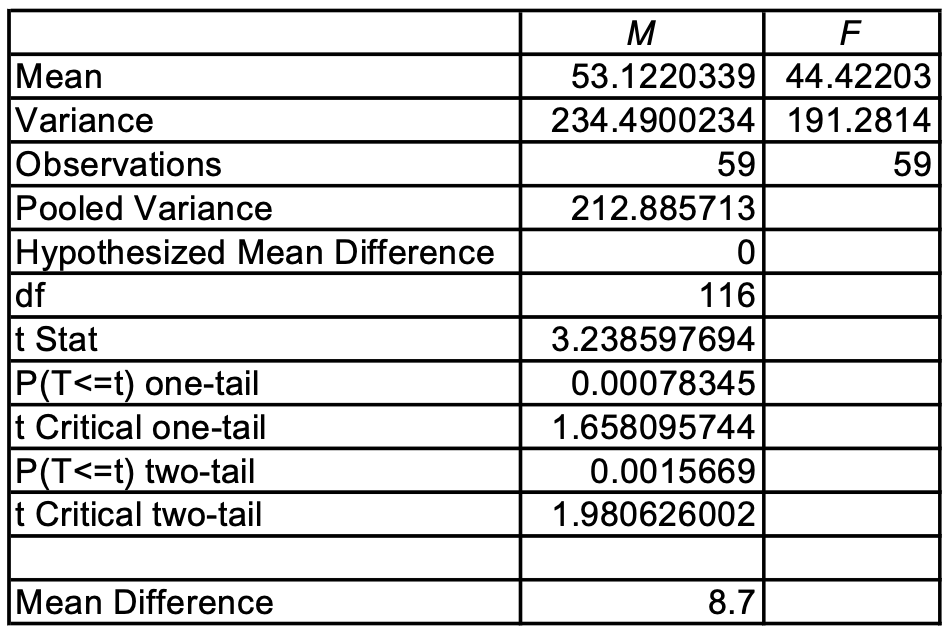 M F
Mean 53.1220339 44.42203
Variance 234.4900234 191.2814
Observations 59 59
Pooled Variance 212.885713
Hypothesized Mean Difference 0
df 116
t Stat 3.238597694
P(T<=t) one-tail 0.00078345
t Critical one-tail 1.658095744
P(T<=t) two-tail 0.0015669
t Critical two-tail 1.980626002
Mean Difference 8.7